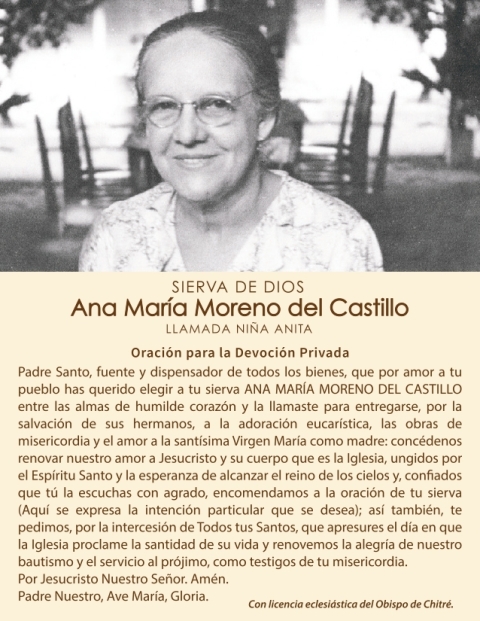 SIERVA DE DIOS
Ana María Moreno del Castillo
LLAMADA NIÑA ANITA
Oración para la Devoción Privada
Padre Santo, fuente y dispensador de todos los bienes, que por amor a tu
pueblo has querido elegir a tu sierva ANA MARÍA MORENO DEL CASTILLO
entre las almas de humilde corazón y la llamaste para entregarse, por la
salvación de sus hermanos, a la adoración eucarística, las obras de
misericordia y el amor a la santísima Virgen María como madre: concédenos
renovar nuestro amor a Jesucristo y su cuerpo que es la Iglesia, ungidos por
el Espíritu Santo y la esperanza de alcanzar el reino de los cielos y, confiados
que tú la escuchas con agrado, encomendamos a la oración de tu sierva
(Aquí se expresa la intención particular que se desea); así también, te
pedimos, por la intercesión de Todos tus Santos, que apresures el día en que
la Iglesia proclame la santidad de su vida y renovemos la alegría de nuestro
bautismo y el servicio al prójimo, como testigos de tu misericordia.
Por Jesucristo Nuestro Señor. Amén.
Padre Nuestro, Ave María, Gloria.
Con licencia eclesiástica del Obispo de Chitré.